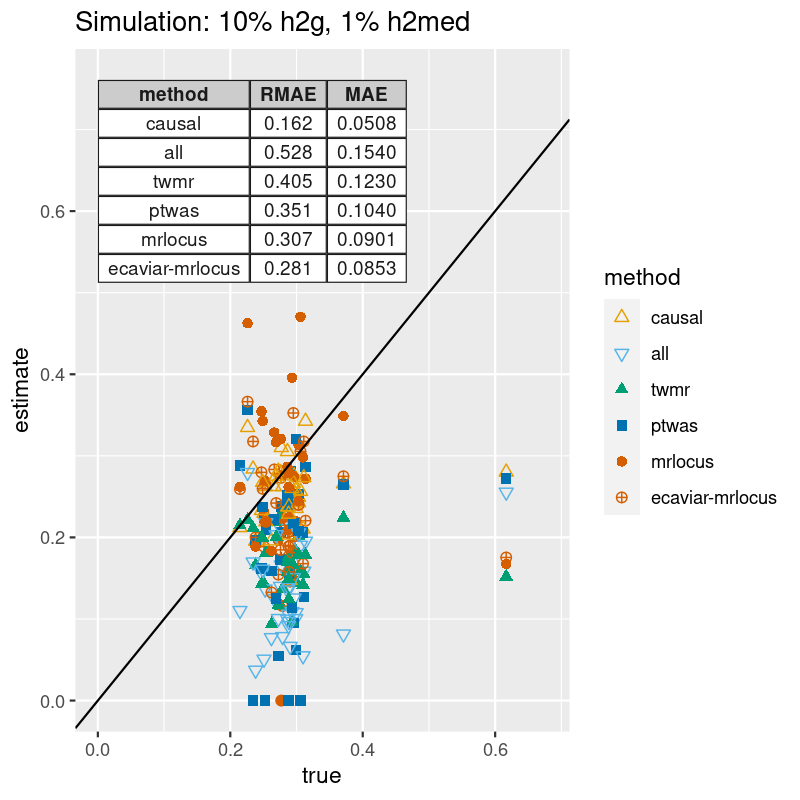 Simulation: 10% h2g, 1% h2med
method RMAE MAE
causal 0.162 0.0508
all 0.528 0.1540
twmr 0.405 0.1230
ptwas 0.351 0.1040
mrlocus 0.307 0.0901
ecaviar-mrlocus 0.281 0.0853
estimate
0.6
0.4
0.2
0.0
0.0 0.2 0.4 0.6
true
method
causal
all
twmr
ptwas
mrlocus
ecaviar-mrlocus